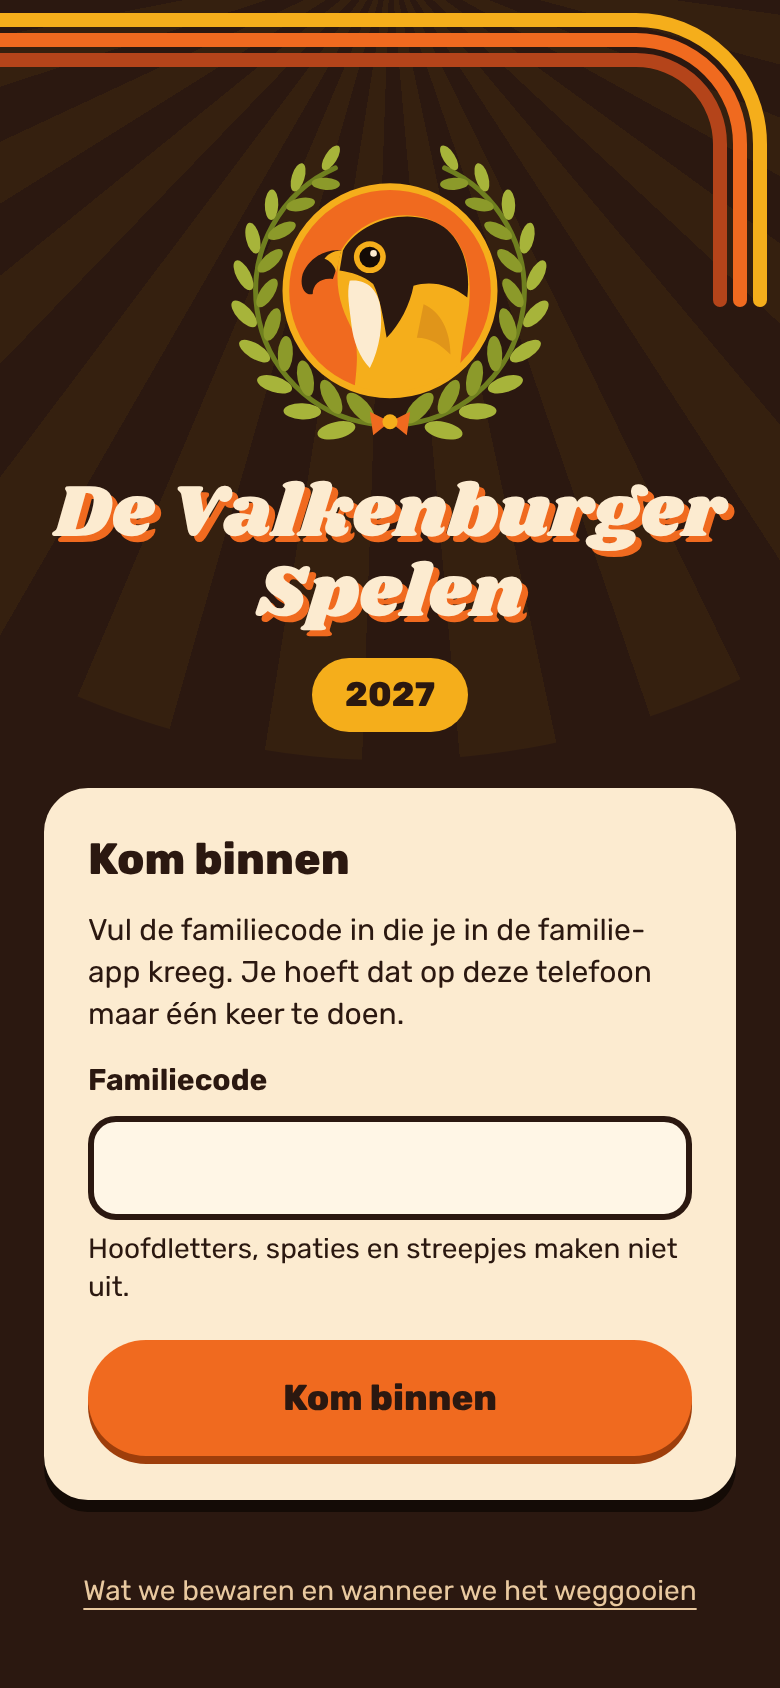 De Valkenburger
Spelen
2027
Kom binnen
Vul de familiecode in die je in de familie-
app kreeg. Je hoeft dat op deze telefoon
maar één keer te doen.
Familiecode
Hoofdletters, spaties en streepjes maken niet
uit.
Kom binnen
Wat we bewaren en wanneer we het weggooien